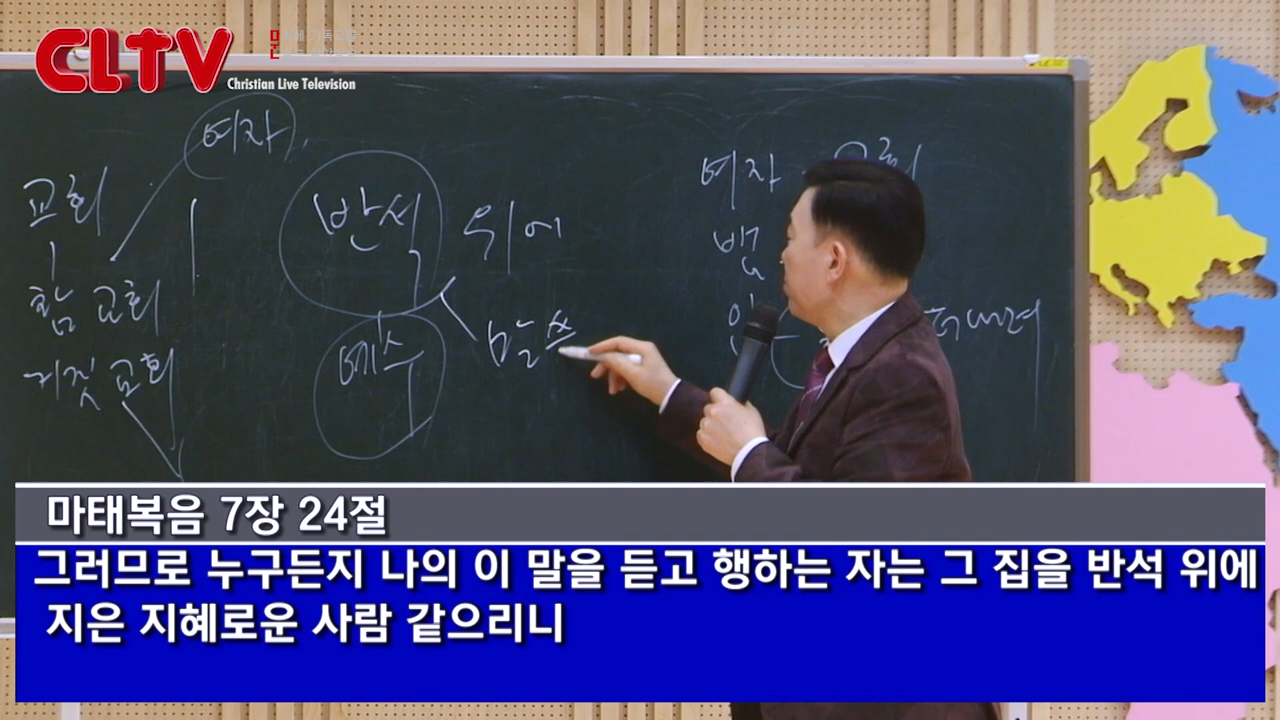 CLTV
Christian Live Television
여자
교회
참 교회
거짓 교회
반석 위에
예수
말쓰
여자
마태복음 7장 24절
그러므로 누구든지 나의 이 말을 듣고 행하는 자는 그 집을 반석 위에
지은 지혜로운 사람 같으리니